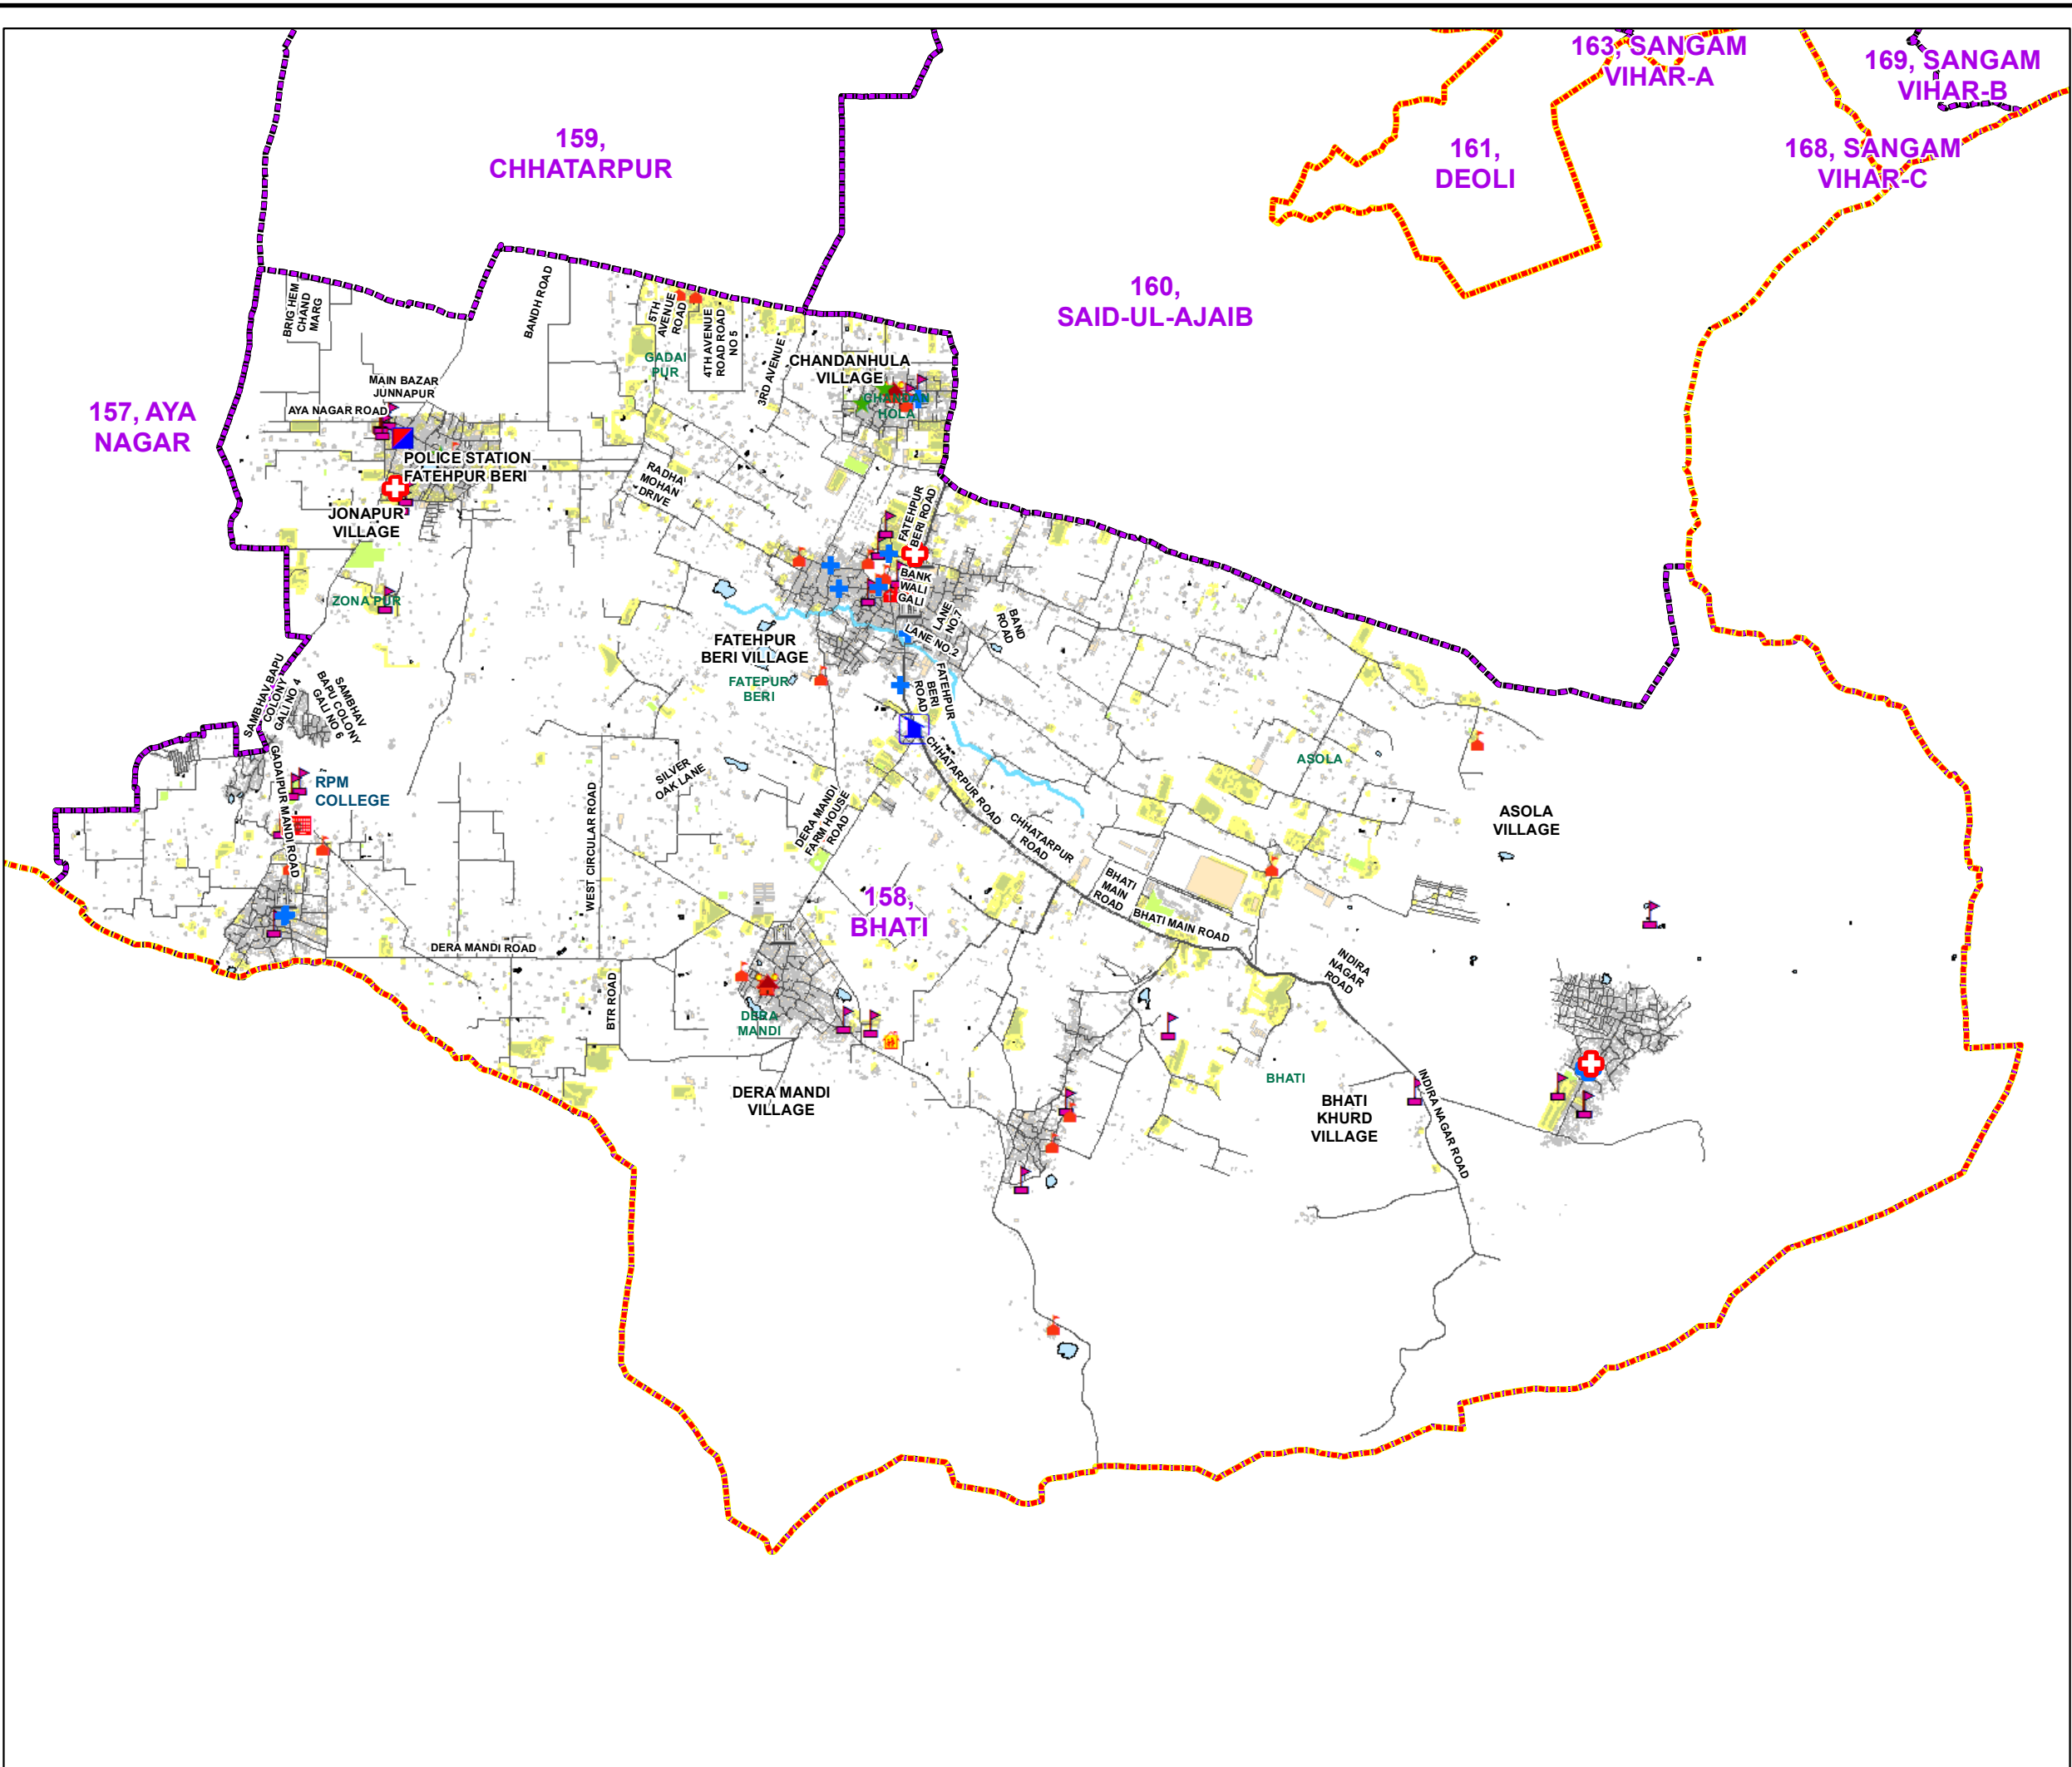 163, SANGAM
VIHAR-A
169, SANGAM
VIHAR-B
159,
CHHATARPUR
161,
DEOLI
168, SANGAM
VIHAR-C
160,
SAID-UL-AJAIB
157, AYA
NAGAR
BRIG HEM
CHAND
MARG
BANDH ROAD
5TH
AVENUE
ROAD
4TH AVENUE
ROAD ROAD
NO 5
3RD AVENUE
GADAI
PUR
CHANDANHULA
VILLAGE
CHANDAN
HOLA
MAIN BAZAR
JUNNAPUR
AYA NAGAR ROAD
POLICE STATION
FATEHPUR BERI
JONAPUR
VILLAGE
RADHA
MOHAN
DRIVE
FATEHPUR
BERI ROAD
BANK
WALI
GALI
LANE
NO.7
LANE NO.2
BAND
ROAD
ZONA PUR
FATEHPUR
BERI VILLAGE
FATEPUR
BERI
FATEHPUR
BERI
ROAD
SAMBHAV BAPU
COLONY
GALI NO 4
SAMBHAV
BAPU COLONY
GALI NO 6
GADAIPUR MANDI ROAD
RPM
COLLEGE
SILVER
OAK LANE
WEST CIRCULAR ROAD
DERA MANDI
FARM HOUSE
ROAD
CHHATARPUR ROAD
CHHATARPUR
ROAD
ASOLA
ASOLA
VILLAGE
158,
BHATI
BHATI
MAIN
ROAD
BHATI MAIN ROAD
INDIRA
NAGAR
ROAD
DERA MANDI ROAD
BTR ROAD
DERA
MANDI
DERA MANDI
VILLAGE
BHATI
BHATI
KHURD
VILLAGE
INDIRA NAGAR ROAD